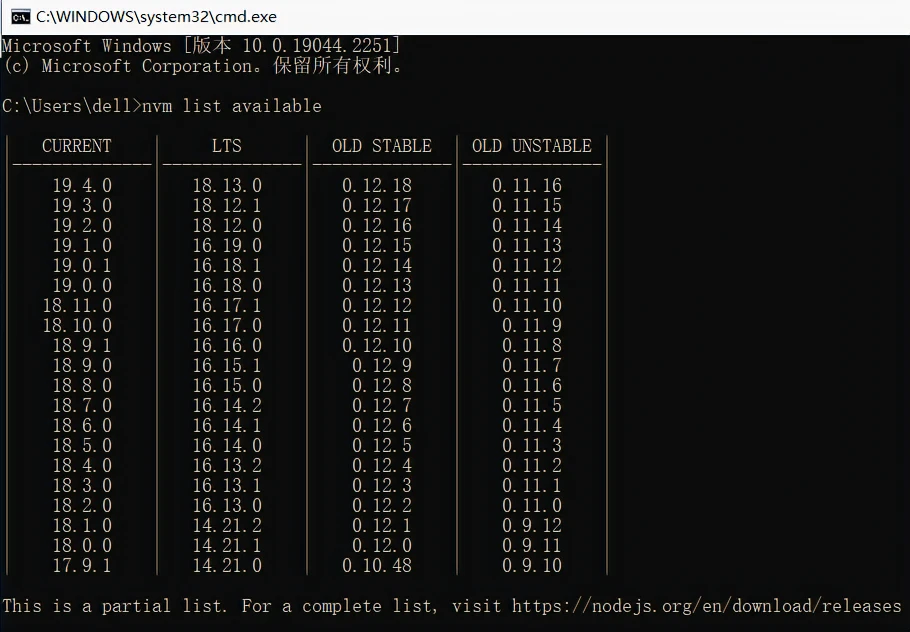 C:\WINDOWS\system32\cmd.exe
Microsoft Windows [版本 10.0.19044.2251]
(c) Microsoft Corporation。保留所有权利。
C:\Users\dell>nvm list available
| CURRENT | LTS | OLD STABLE | OLD UNSTABLE |
|--------------|--------------|--------------|--------------|
| 19.4.0 | 18.13.0 | 0.12.18 | 0.11.16 |
| 19.3.0 | 18.12.1 | 0.12.17 | 0.11.15 |
| 19.2.0 | 18.12.0 | 0.12.16 | 0.11.14 |
| 19.1.0 | 16.19.0 | 0.12.15 | 0.11.13 |
| 19.0.1 | 16.18.1 | 0.12.14 | 0.11.12 |
| 19.0.0 | 16.18.0 | 0.12.13 | 0.11.11 |
| 18.11.0 | 16.17.1 | 0.12.12 | 0.11.10 |
| 18.10.0 | 16.17.0 | 0.12.11 | 0.11.9 |
| 18.9.1 | 16.16.0 | 0.12.10 | 0.11.8 |
| 18.9.0 | 16.15.1 | 0.12.9 | 0.11.7 |
| 18.8.0 | 16.15.0 | 0.12.8 | 0.11.6 |
| 18.7.0 | 16.14.2 | 0.12.7 | 0.11.5 |
| 18.6.0 | 16.14.1 | 0.12.6 | 0.11.4 |
| 18.5.0 | 16.14.0 | 0.12.5 | 0.11.3 |
| 18.4.0 | 16.13.2 | 0.12.4 | 0.11.2 |
| 18.3.0 | 16.13.1 | 0.12.3 | 0.11.1 |
| 18.2.0 | 16.13.0 | 0.12.2 | 0.11.0 |
| 18.1.0 | 14.21.2 | 0.12.1 | 0.9.12 |
| 18.0.0 | 14.21.1 | 0.12.0 | 0.9.11 |
| 17.9.1 | 14.21.0 | 0.10.48 | 0.9.10 |
This is a partial list. For a complete list, visit https://nodejs.org/en/download/releases